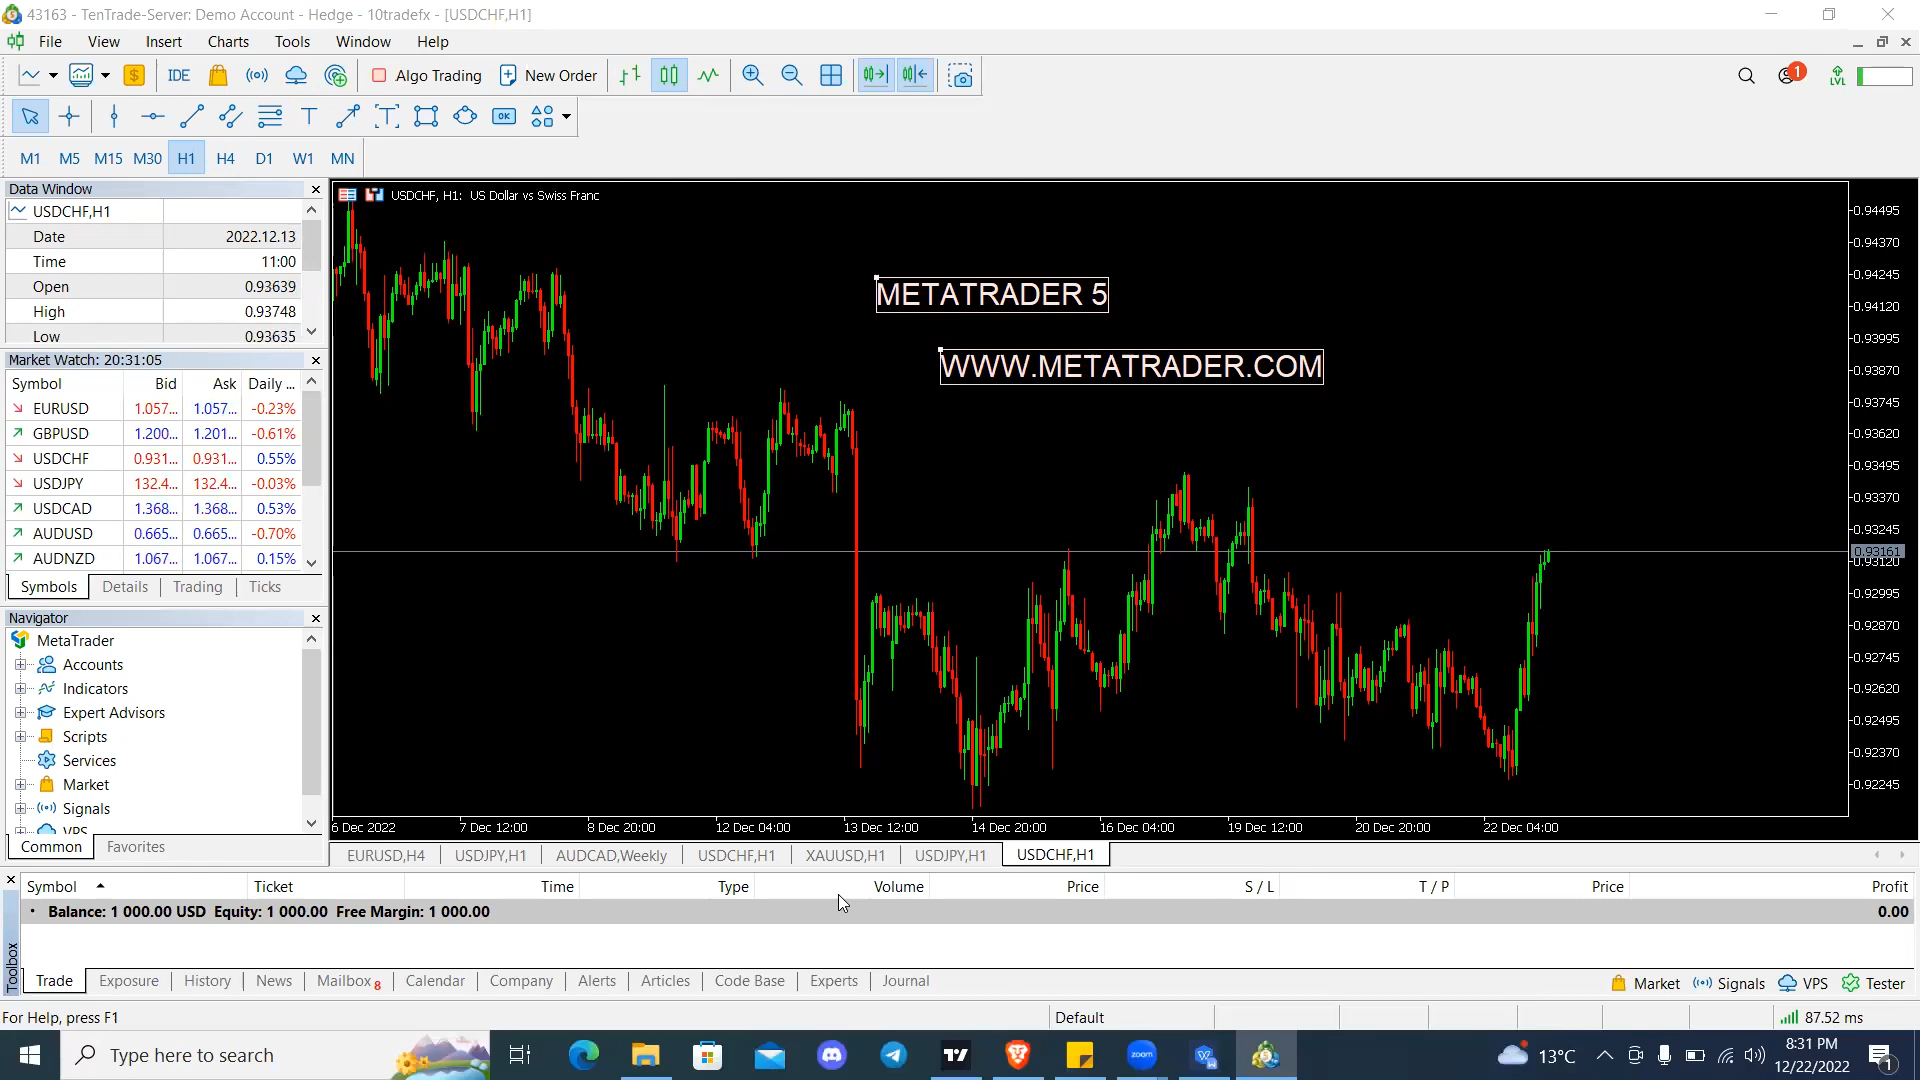 43163 - TenTrade-Server: Demo Account - Hedge - 10tradefx - [USDCHF,H1]
File View Insert Charts Tools Window Help
IDE Algo Trading New Order 1 LVL
T T OK
M1 M5 M15 M30 H1 H4 D1 W1 MN
Data Window
USDCHF,H1
Date 2022.12.13
Time 11:00
Open 0.93639
High 0.93748
Low 0.93635
Market Watch: 20:31:05
Symbol Bid Ask Daily ...
EURUSD 1.057... 1.057... -0.23%
GBPUSD 1.200... 1.201... -0.61%
USDCHF 0.931... 0.931... 0.55%
USDJPY 132.4... 132.4... -0.03%
USDCAD 1.368... 1.368... 0.53%
AUDUSD 0.665... 0.665... -0.70%
AUDNZD 1.067... 1.067... 0.15%
Symbols Details Trading Ticks
Navigator
MetaTrader
Accounts
Indicators
Expert Advisors
Scripts
Services
Market
Signals
VPS
Common Favorites
USDCHF, H1: US Dollar vs Swiss Franc
METATRADER 5
WWW.METATRADER.COM
0.94495
0.94370
0.94245
0.94120
0.93995
0.93870
0.93745
0.93620
0.93495
0.93370
0.93245
0.93161
0.93120
0.92995
0.92870
0.92745
0.92620
0.92495
0.92370
0.92245
6 Dec 2022 7 Dec 12:00 8 Dec 20:00 12 Dec 04:00 13 Dec 12:00 14 Dec 20:00 16 Dec 04:00 19 Dec 12:00 20 Dec 20:00 22 Dec 04:00
EURUSD,H4 USDJPY,H1 AUDCAD,Weekly USDCHF,H1 XAUUSD,H1 USDJPY,H1 USDCHF,H1
Symbol Ticket Time Type Volume Price S / L T / P Price Profit
Balance: 1 000.00 USD Equity: 1 000.00 Free Margin: 1 000.00 0.00
Toolbox
Trade Exposure History News Mailbox 8 Calendar Company Alerts Articles Code Base Experts Journal Market Signals VPS Tester
For Help, press F1 Default 87.52 ms
Type here to search zoom 13°C 8:31 PM
12/22/2022 1